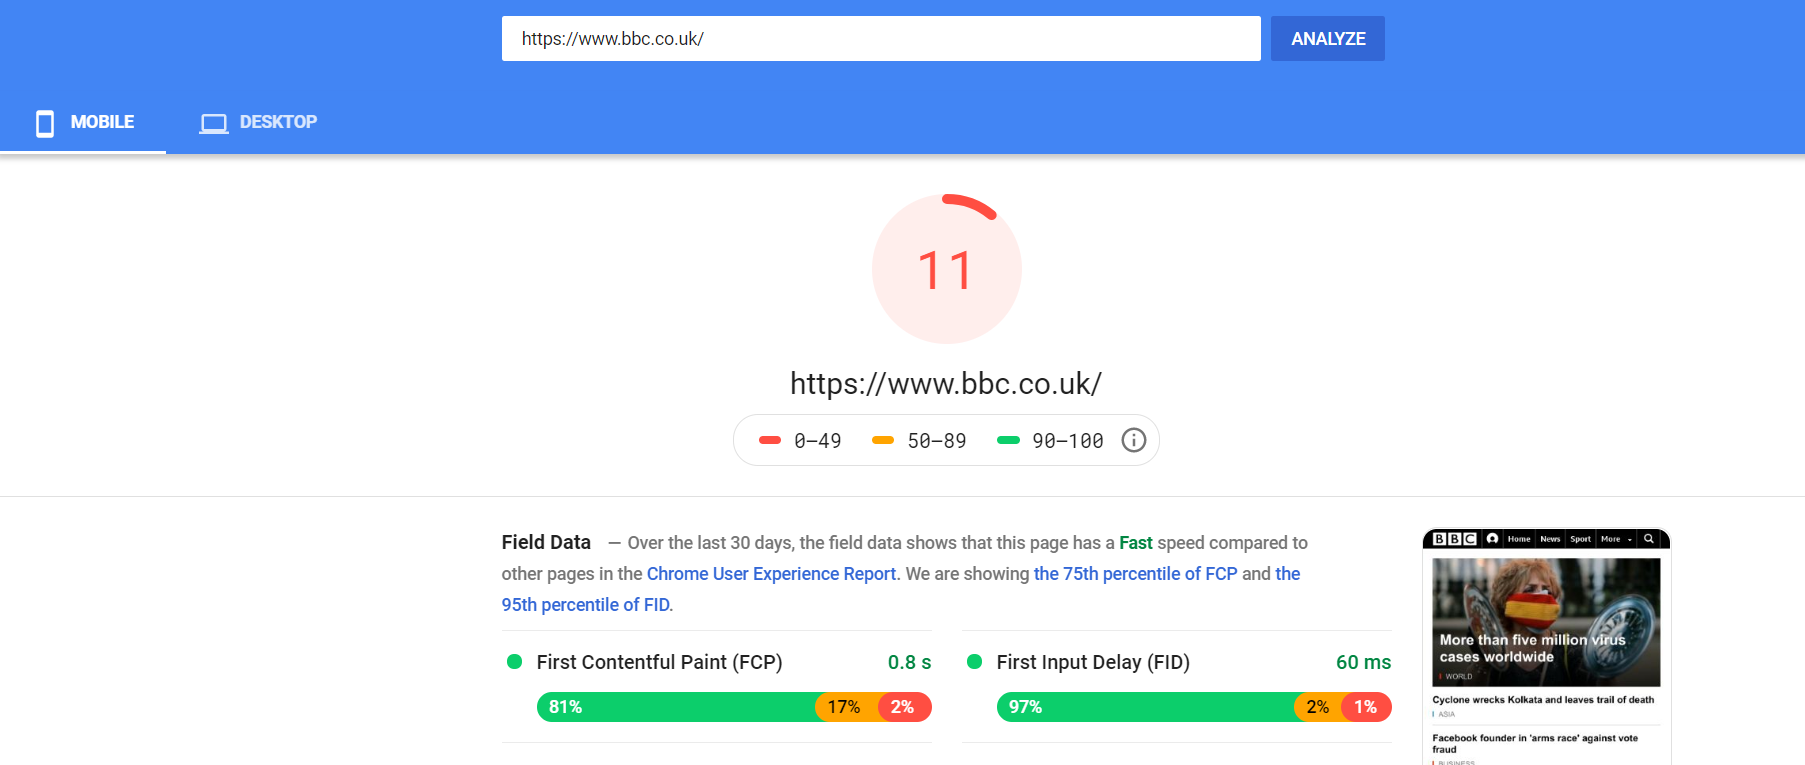 https://www.bbc.co.uk/
ANALYZE
MOBILE
DESKTOP
11
https://www.bbc.co.uk/
0–49
50–89
90–100
Field Data — Over the last 30 days, the field data shows that this page has a Fast speed compared to
other pages in the Chrome User Experience Report. We are showing the 75th percentile of FCP and the
95th percentile of FID.
First Contentful Paint (FCP) 0.8 s
81% 17% 2%
First Input Delay (FID) 60 ms
97% 2% 1%
BBC Home News Sport More
More than five million virus
cases worldwide
WORLD
Cyclone wrecks Kolkata and leaves trail of death
ASIA
Facebook founder in 'arms race' against vote
fraud
BUSINESS